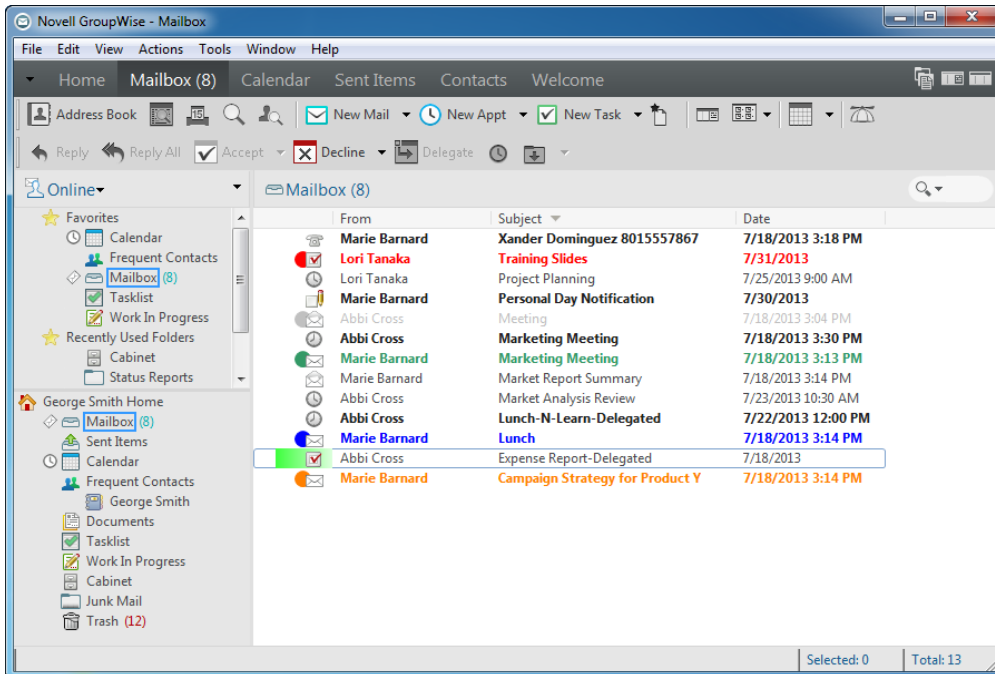 Novell GroupWise - Mailbox
File Edit View Actions Tools Window Help
Home Mailbox (8) Calendar Sent Items Contacts Welcome
Address Book 15 New Mail New Appt New Task
Reply Reply All Accept Decline Delegate
Online
Mailbox (8)
Favorites
Calendar
Frequent Contacts
Mailbox (8)
Tasklist
Work In Progress
Recently Used Folders
Cabinet
Status Reports
George Smith Home
Mailbox (8)
Sent Items
Calendar
Frequent Contacts
George Smith
Documents
Tasklist
Work In Progress
Cabinet
Junk Mail
Trash (12)
From Subject Date
Marie Barnard Xander Dominguez 8015557867 7/18/2013 3:18 PM
Lori Tanaka Training Slides 7/31/2013
Lori Tanaka Project Planning 7/25/2013 9:00 AM
Marie Barnard Personal Day Notification 7/30/2013
Abbi Cross Meeting 7/18/2013 3:04 PM
Abbi Cross Marketing Meeting 7/18/2013 3:30 PM
Marie Barnard Marketing Meeting 7/18/2013 3:13 PM
Marie Barnard Market Report Summary 7/18/2013 3:14 PM
Abbi Cross Market Analysis Review 7/23/2013 10:30 AM
Abbi Cross Lunch-N-Learn-Delegated 7/22/2013 12:00 PM
Marie Barnard Lunch 7/18/2013 3:14 PM
Abbi Cross Expense Report-Delegated 7/18/2013
Marie Barnard Campaign Strategy for Product Y 7/18/2013 3:14 PM
Selected: 0 Total: 13